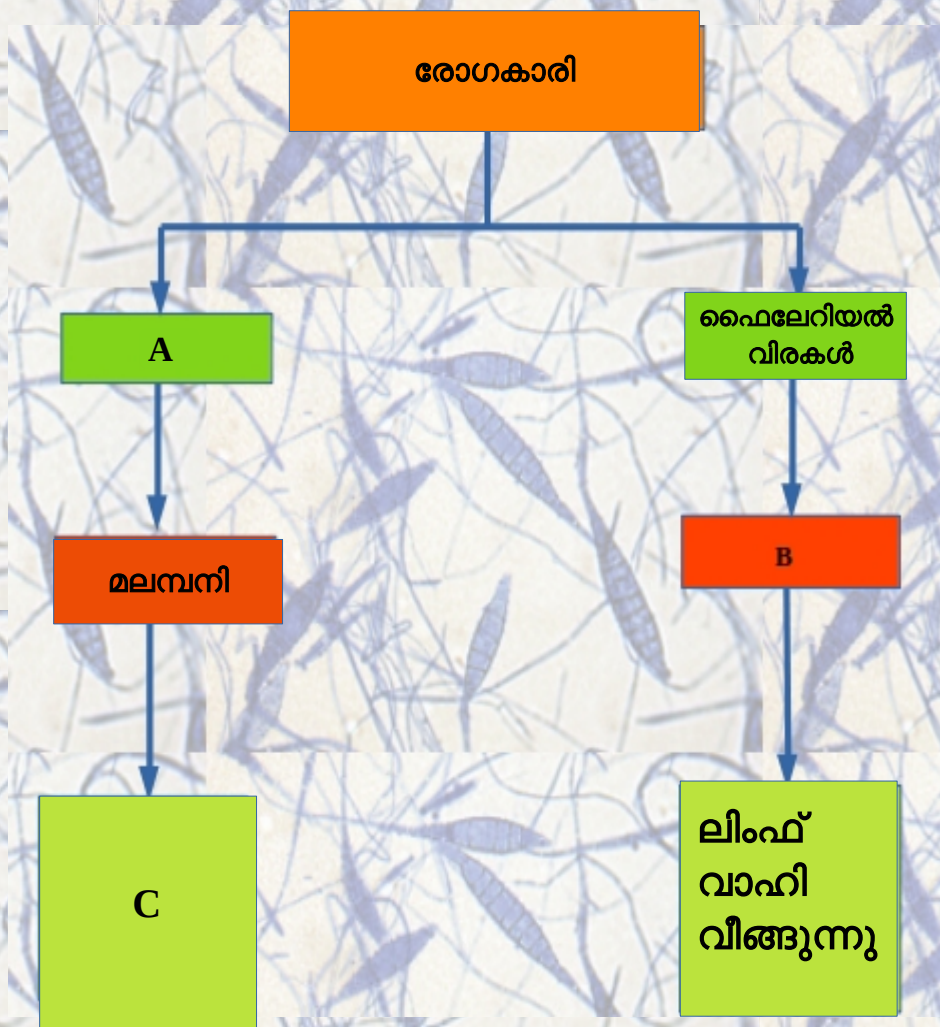 രോഗകാരി
A
ഫൈലേറിയൽ
വിരകൾ
മലമ്പനി
B
C
ലിംഫ്
വാഹി
വീങ്ങുന്നു